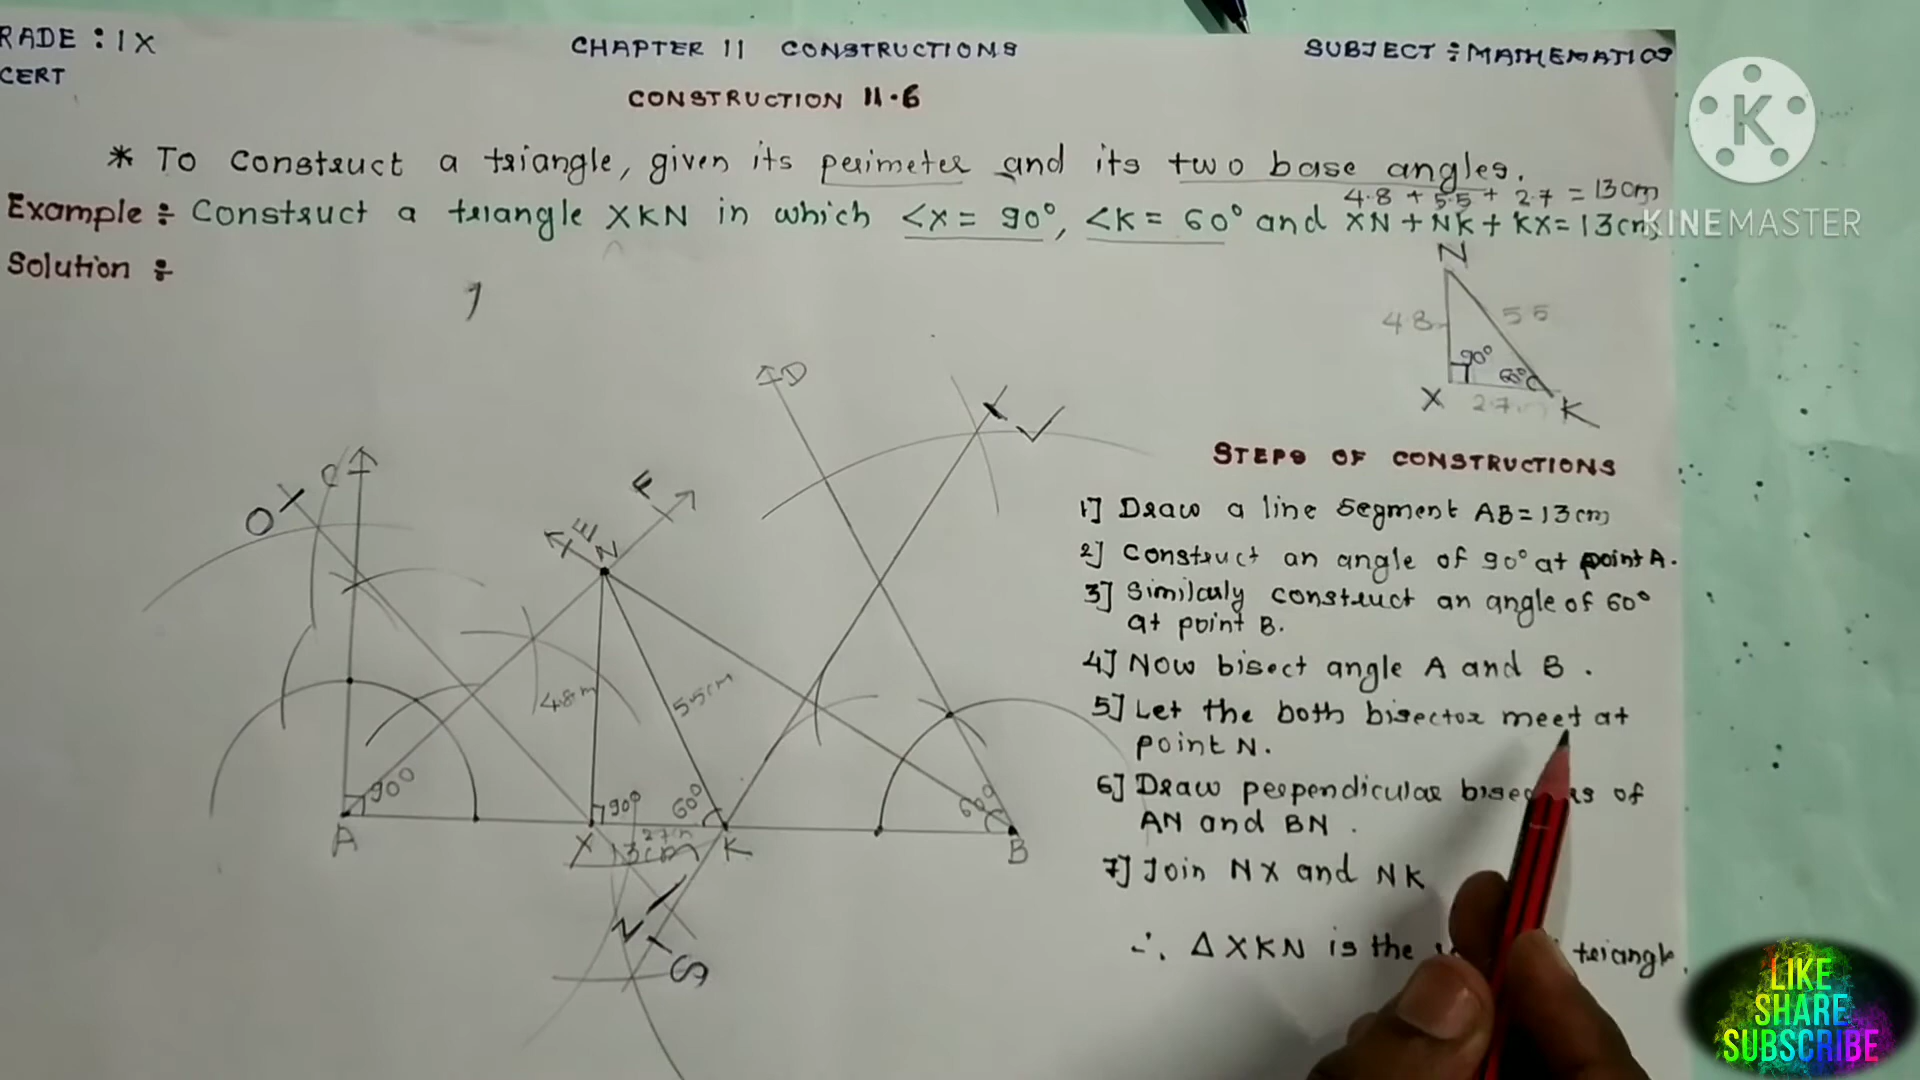 RADE : IX
CHAPTER 11 CONSTRUCTIONS
SUBJECT ÷ MATHEMATICS
CERT
CONSTRUCTION 11.6
K
KINEMASTER
* To construct a triangle, given its perimeter and its two base angles.
4.8 + 5.5 + 2.7 = 13cm
Example ÷ Construct a triangle XKN in which <X = 90°, <K = 60° and XN + NK + KX = 13cm
Solution ÷
N
4.8
5.5
90°
60°
X
2.7
K
D
C
O
F
E
N
4.8cm
5.5cm
90°
90°
60°
60°
2.7
A
X
13cm
K
B
S
STEPS OF CONSTRUCTIONS
1] Draw a line segment AB = 13cm
2] Construct an angle of 90° at point A.
3] Similarly construct an angle of 60°
at point B.
4] Now bisect angle A and B.
5] Let the both bisector meet at
point N.
6] Draw perpendicular of
AN and BN.
7] Join NX and NK
∴ Δ XKN is the triangle.
LIKE
SHARE
SUBSCRIBE